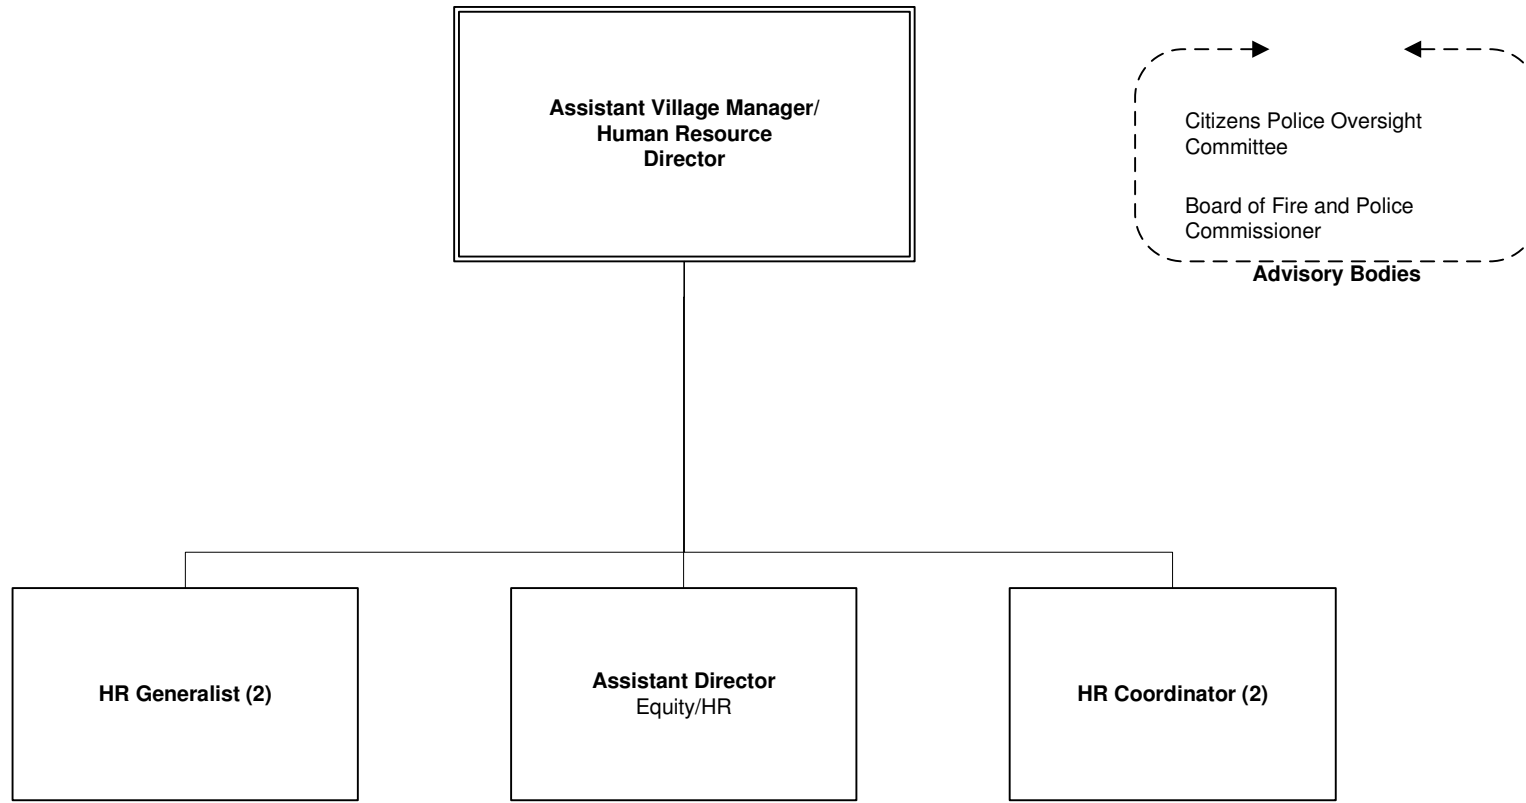 Assistant Village Manager/
Human Resource
Director
Citizens Police Oversight
Committee
Board of Fire and Police
Commissioner
Advisory Bodies
HR Generalist (2)
Assistant Director
Equity/HR
HR Coordinator (2)